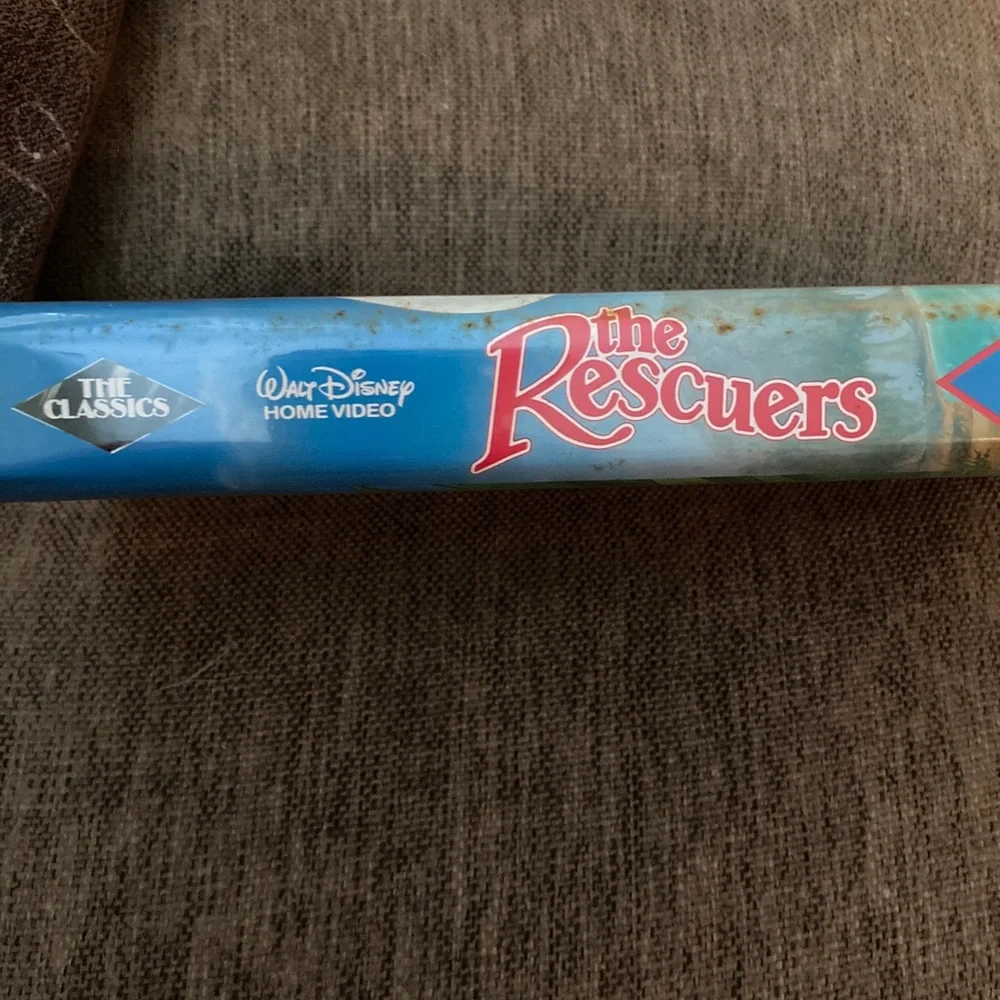 THE
CLASSICS
WALT DISNEY
HOME VIDEO
the
Rescuers